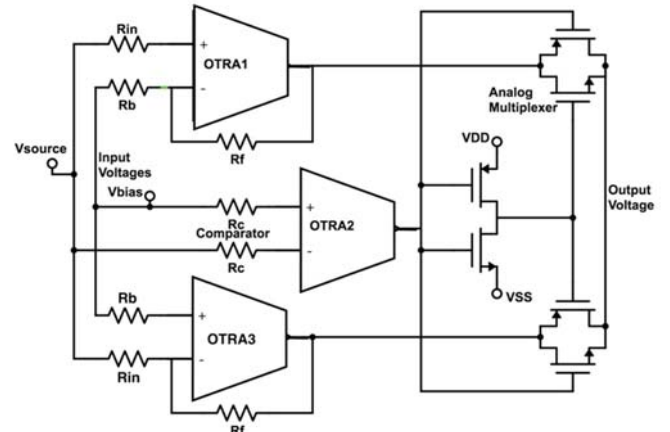 Rin
+
OTRA1
Rb
-
Analog
Multiplexer
Rf
VDD
Vsource
Input
Voltages
Vbias
Rc
+
Output
Voltage
Comparator
OTRA2
-
Rc
Rb
+
VSS
OTRA3
Rin
-
Rf